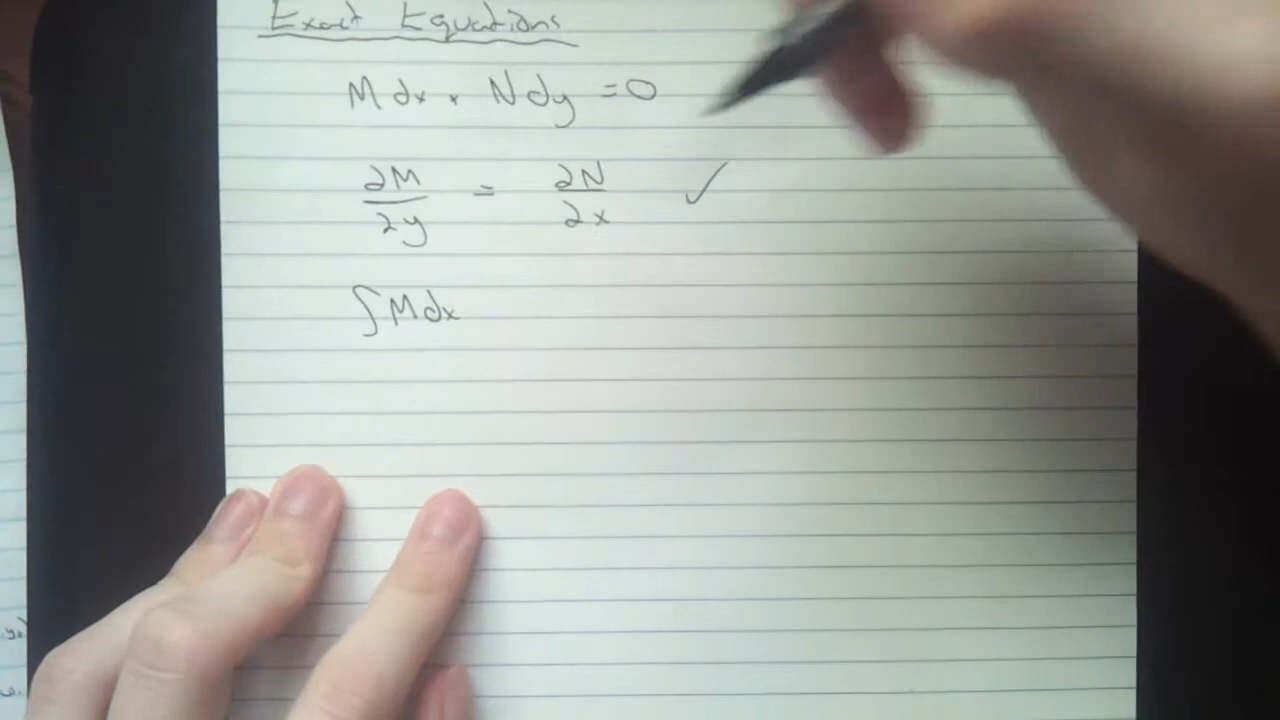 Exact Equations
M dx + N dy = 0
∂M/∂y = ∂N/∂x ✓
∫ M dx